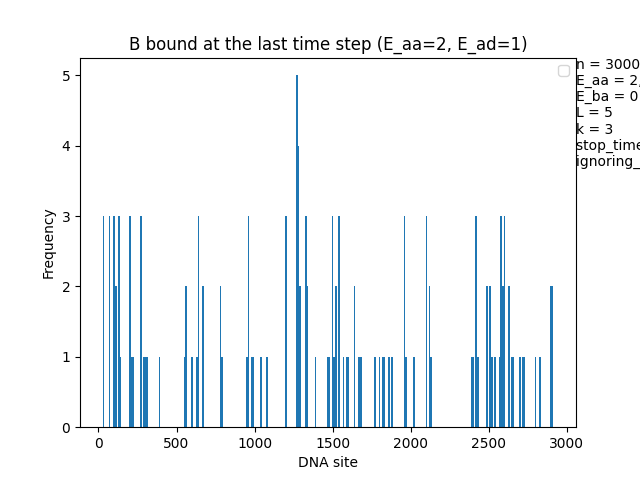 B bound at the last time step (E_aa=2, E_ad=1)
n = 3000
E_aa = 2,
E_ba = 0
L = 5
k = 3
stop_time
ignoring_
Frequency
5
4
3
2
1
0
0 500 1000 1500 2000 2500 3000
DNA site